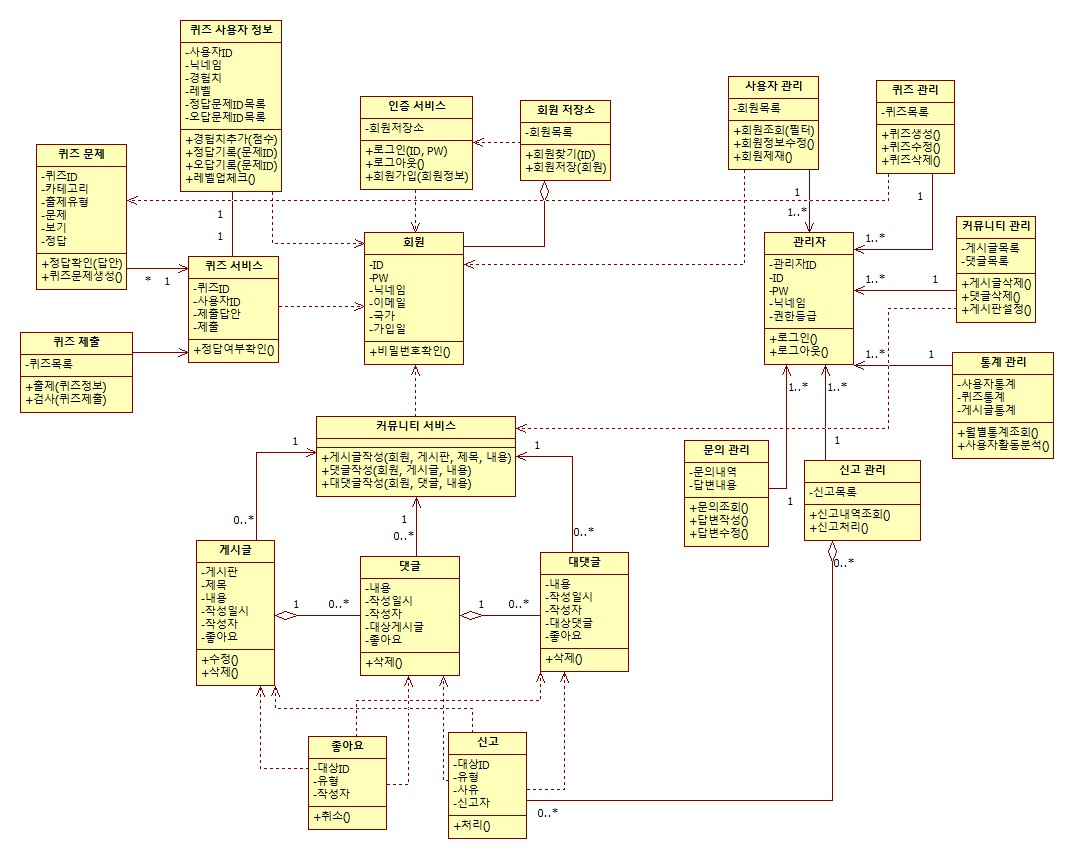 퀴즈 사용자 정보
-사용자ID
-닉네임
-경험치
-레벨
-정답문제ID목록
-오답문제ID목록
+경험치추가(점수)
+정답기록(문제ID)
+오답기록(문제ID)
+레벨업체크()
인증 서비스
-회원저장소
+로그인(ID, PW)
+로그아웃()
+회원가입(회원정보)
회원 저장소
-회원목록
+회원찾기(ID)
+회원저장(회원)
사용자 관리
-회원목록
+회원조회(필터)
+회원정보수정()
+회원제재()
퀴즈 관리
-퀴즈목록
+퀴즈생성()
+퀴즈수정()
+퀴즈삭제()
퀴즈 문제
-퀴즈ID
-카테고리
-출제유형
-문제
-보기
-정답
+정답확인(답안)
+퀴즈문제생성()
1
1
*
1
1
1..*
1
1..*
퀴즈 서비스
-퀴즈ID
-사용자ID
-제출답안
-제출
+정답여부확인()
회원
-ID
-PW
-닉네임
-이메일
-국가
-가입일
+비밀번호확인()
관리자
-관리자ID
-ID
-PW
-닉네임
-권한등급
+로그인()
+로그아웃()
커뮤니티 관리
-게시글목록
-댓글목록
+게시글삭제()
+댓글삭제()
+게시판설정()
1..*
1
퀴즈 제출
-퀴즈목록
+출제(퀴즈정보)
+검사(퀴즈제출)
1..*
1
통계 관리
-사용자통계
-퀴즈통계
-게시글통계
+월별통계조회()
+사용자활동분석()
1..*
1..*
커뮤니티 서비스
+게시글작성(회원, 게시판, 제목, 내용)
+댓글작성(회원, 게시글, 내용)
+대댓글작성(회원, 댓글, 내용)
1
1
1
문의 관리
-문의내역
-답변내용
+문의조회()
+답변작성()
+답변수정()
1
신고 관리
-신고목록
+신고내역조회()
+신고처리()
0..*
0..*
1
0..*
0..*
게시글
-게시판
-제목
-내용
-작성일시
-작성자
-좋아요
+수정()
+삭제()
1
0..*
댓글
-내용
-작성일시
-작성자
-대상게시글
-좋아요
+삭제()
1
0..*
대댓글
-내용
-작성일시
-작성자
-대상댓글
-좋아요
+삭제()
좋아요
-대상ID
-유형
-작성자
+취소()
신고
-대상ID
-유형
-사유
-신고자
+처리()
0..*